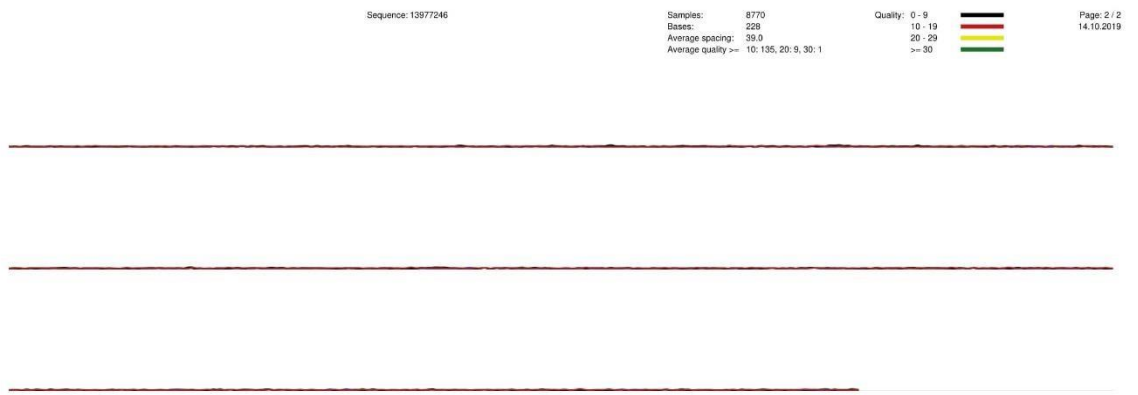 Sequence: 13977246 Samples: 8770 Quality: 0 - 9 Page: 2 / 2
Bases: 228 10 - 19 14.10.2019
Average spacing: 39.0 20 - 29
Average quality >= 10: 135, 20: 9, 30: 1 >= 30